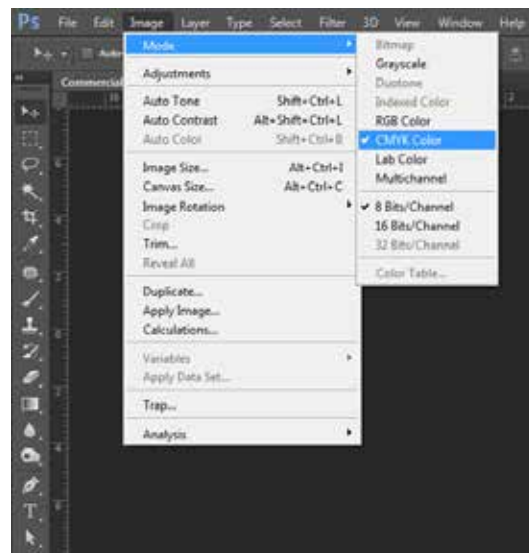 Ps File Edit Image Layer Type Select Filter 3D View Window Help
Auto-
Commercial
Mode
Adjustments
Auto Tone Shift+Ctrl+L
Auto Contrast Alt+Shift+Ctrl+L
Auto Color Shift+Ctrl+B
Image Size... Alt+Ctrl+I
Canvas Size... Alt+Ctrl+C
Image Rotation
Crop
Trim...
Reveal All
Duplicate...
Apply Image...
Calculations...
Variables
Apply Data Set...
Trap...
Analysis
Bitmap
Grayscale
Duotone
Indexed Color
RGB Color
CMYK Color
Lab Color
Multichannel
8 Bits/Channel
16 Bits/Channel
32 Bits/Channel
Color Table...